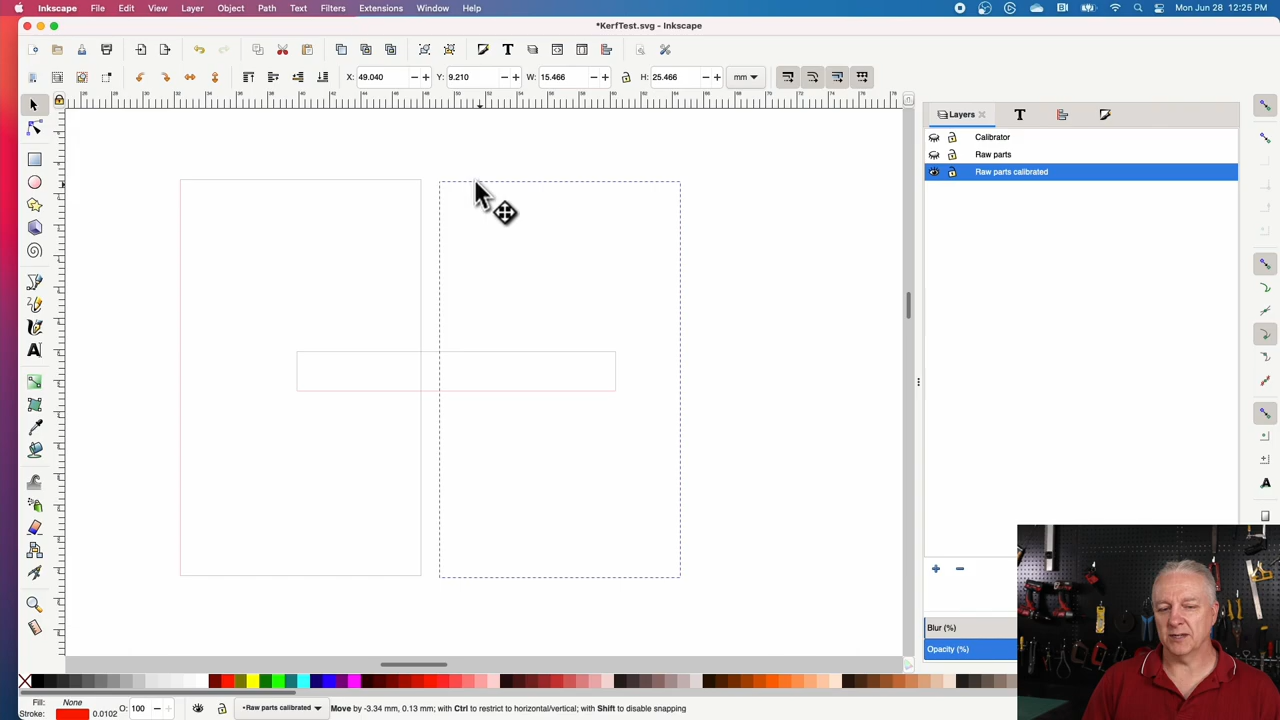 Inkscape File Edit View Layer Object Path Text Filters Extensions Window Help Mon Jun 28 12:25 PM
*KerfTest.svg - Inkscape
X: 49.040 Y: 9.210 W: 15.466 H: 25.466 mm
Layers
Calibrator
Raw parts
Raw parts calibrated
Blur (%)
Opacity (%)
Fill: None
Stroke: 0.0102 O: 100 •Raw parts calibrated Move by -3.34 mm, 0.13 mm; with Ctrl to restrict to horizontal/vertical; with Shift to disable snapping